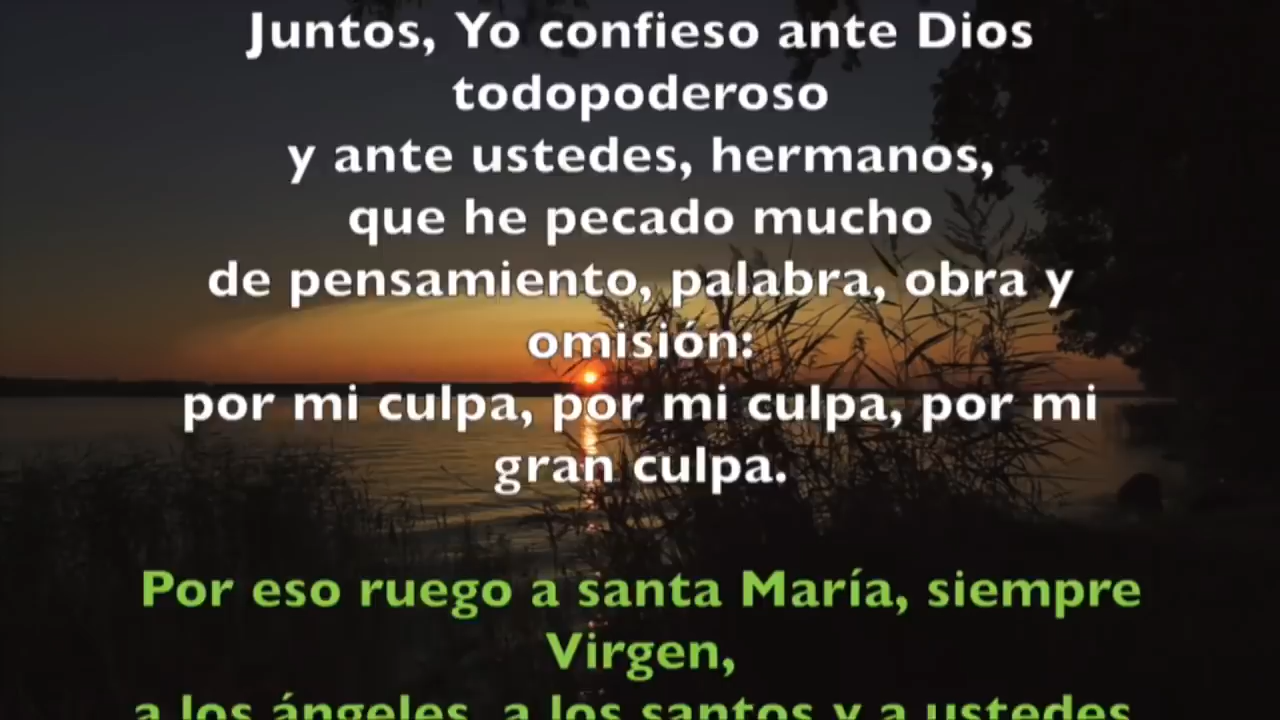 Juntos, Yo confieso ante Dios
todopoderoso
y ante ustedes, hermanos,
que he pecado mucho
de pensamiento, palabra, obra y
omisión:
por mi culpa, por mi culpa, por mi
gran culpa.
Por eso ruego a santa María, siempre
Virgen,
a los ángeles, a los santos y a ustedes